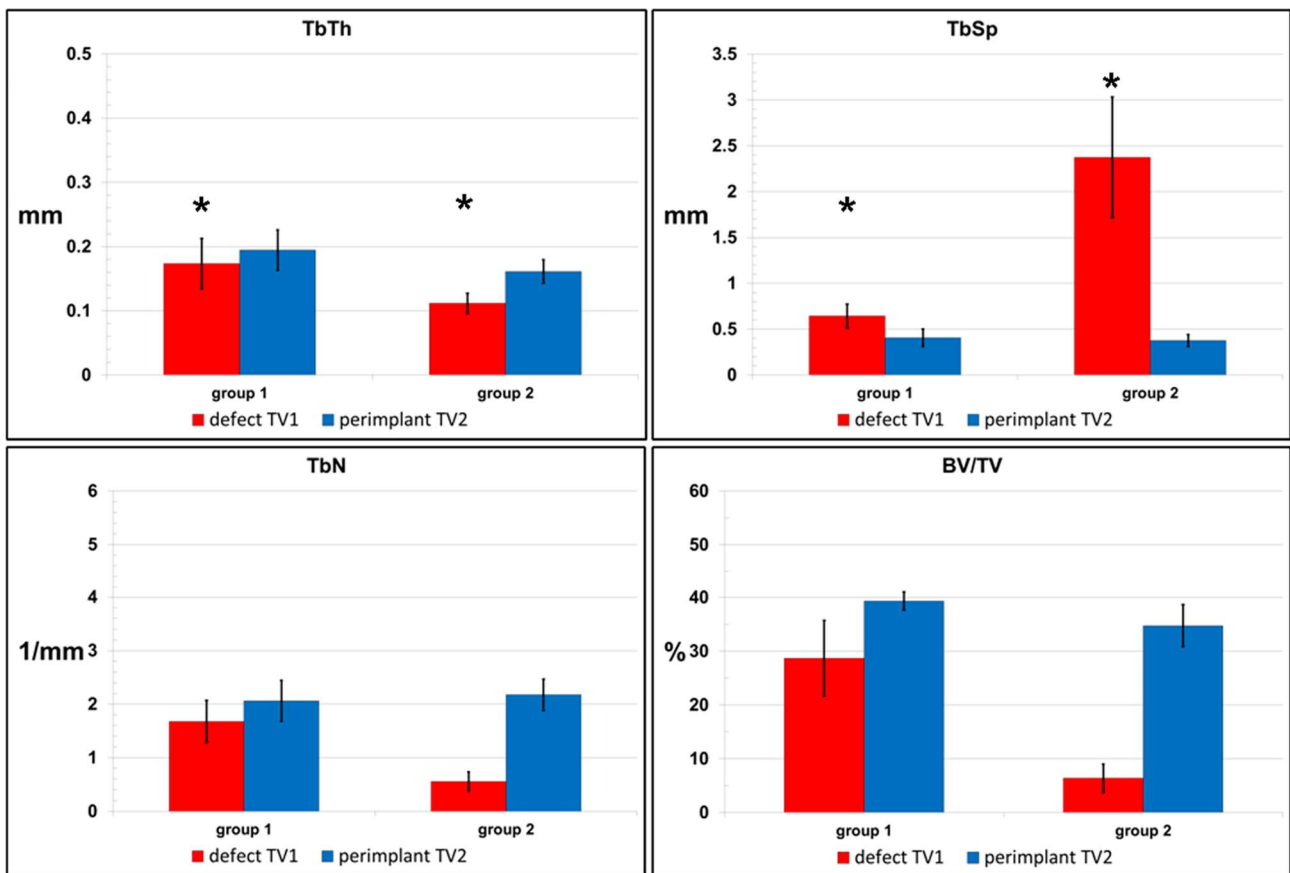 TbTh
0.5
0.4
0.3
0.2
0.1
0
mm
*
*
group 1
group 2
defect TV1
perimplant TV2
TbSp
3.5
3
2.5
2
1.5
1
0.5
0
mm
*
*
group 1
group 2
defect TV1
perimplant TV2
TbN
6
5
4
3
2
1
0
1/mm
group 1
group 2
defect TV1
perimplant TV2
BV/TV
60
50
40
30
20
10
0
%
group 1
group 2
defect TV1
perimplant TV2